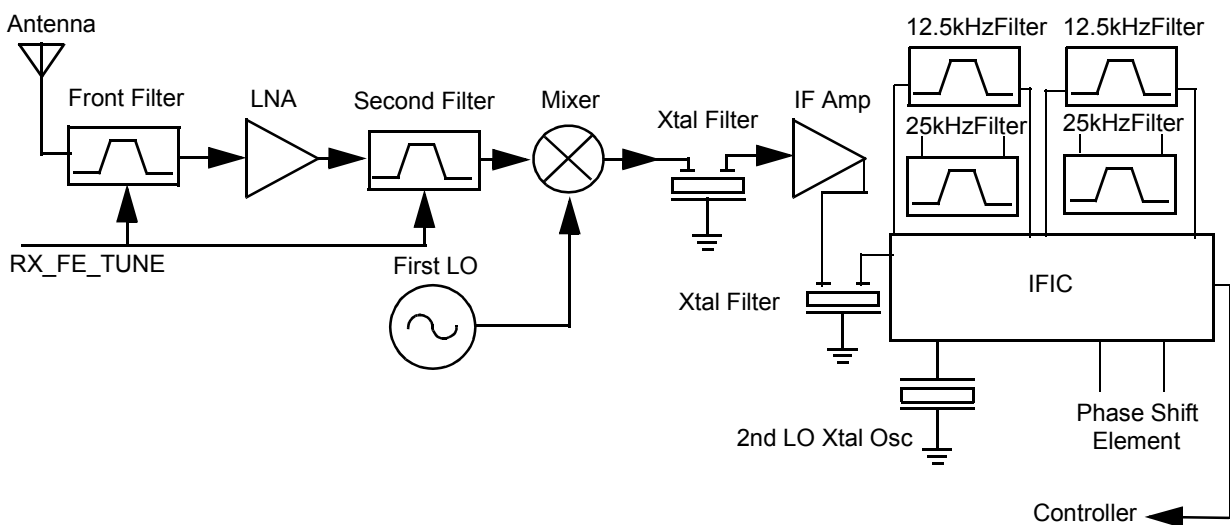 Antenna
Front Filter
LNA
Second Filter
Mixer
Xtal Filter
IF Amp
12.5kHzFilter
12.5kHzFilter
25kHzFilter
25kHzFilter
RX_FE_TUNE
First LO
Xtal Filter
IFIC
2nd LO Xtal Osc
Phase Shift
Element
Controller